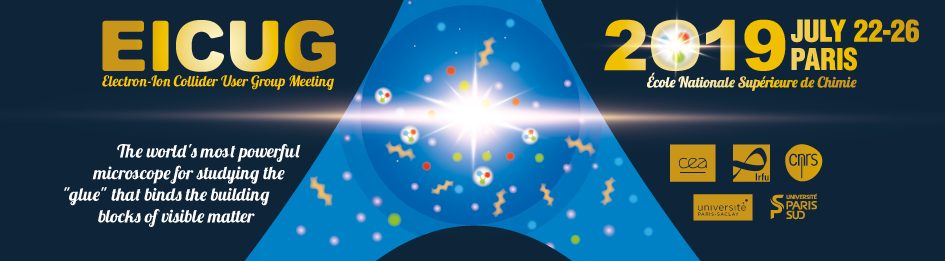 EICUG
Electron-Ion Collider User Group Meeting
The world's most powerful
microscope for studying the
"glue" that binds the building
blocks of visible matter
2019
JULY 22-26
PARIS
École Nationale Supérieure de Chimie
cea
Irfu
cnrs
université
PARIS-SACLAY
UNIVERSITÉ
PARIS
SUD